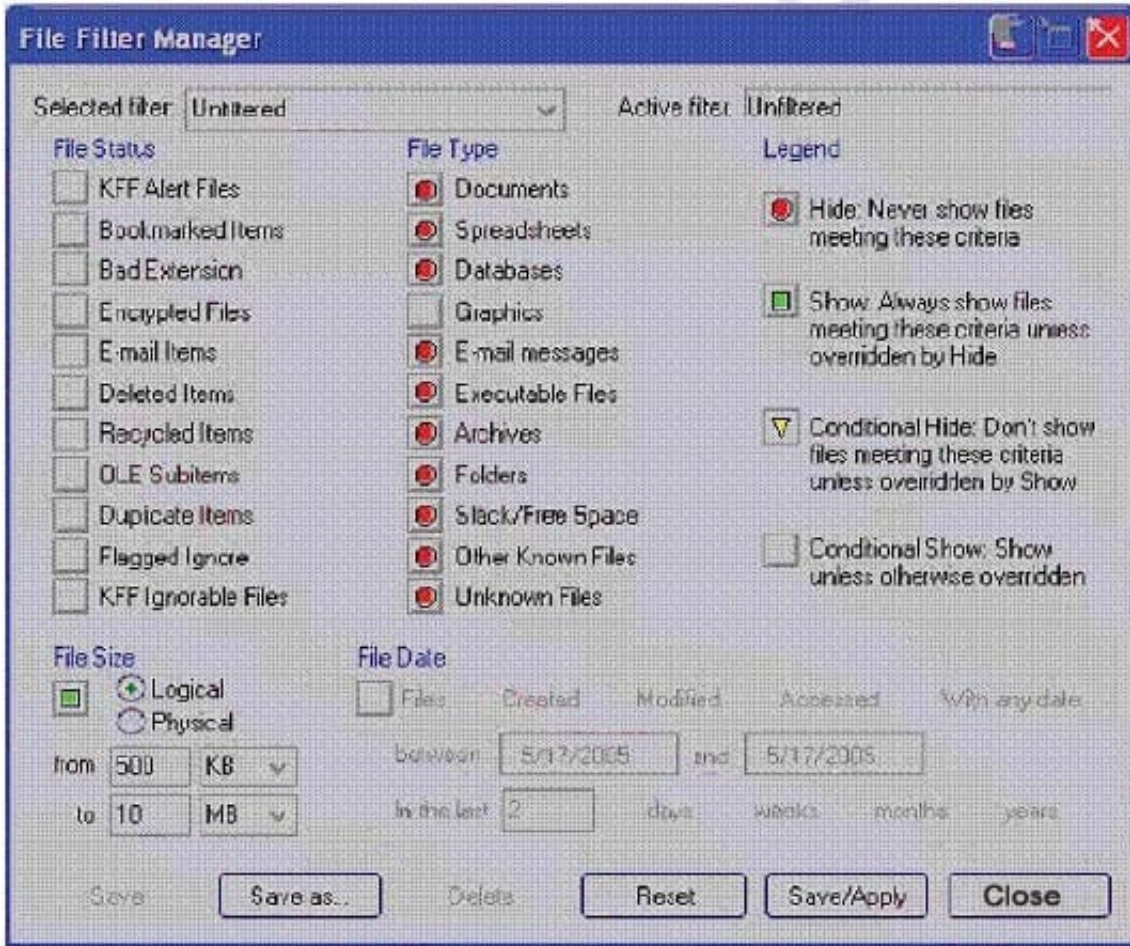 File Filter Manager
Selected filter Unfiltered
Active filter Unfiltered
File Status
KFF Alert Files
Bookmarked Items
Bad Extension
Encrypted Files
E-mail Items
Deleted Items
Recycled Items
OLE Subitems
Duplicate Items
Flagged Ignore
KFF Ignorable Files
File Type
Documents
Spreadsheets
Databases
Graphics
E-mail messages
Executable Files
Archives
Folders
Slack/Free Space
Other Known Files
Unknown Files
Legend
Hide: Never show files
meeting these criteria
Show: Always show files
meeting these criteria unless
overridden by Hide
Conditional Hide: Don't show
files meeting these criteria
unless overridden by Show
Conditional Show: Show
unless otherwise overridden
File Size
Logical
Physical
from 500 KB
to 10 MB
File Date
Files Created Modified Accessed With any date
between 5/17/2005 and 5/17/2005
In the last 2 days weeks months years
Save Save as... Delete Reset Save/Apply Close